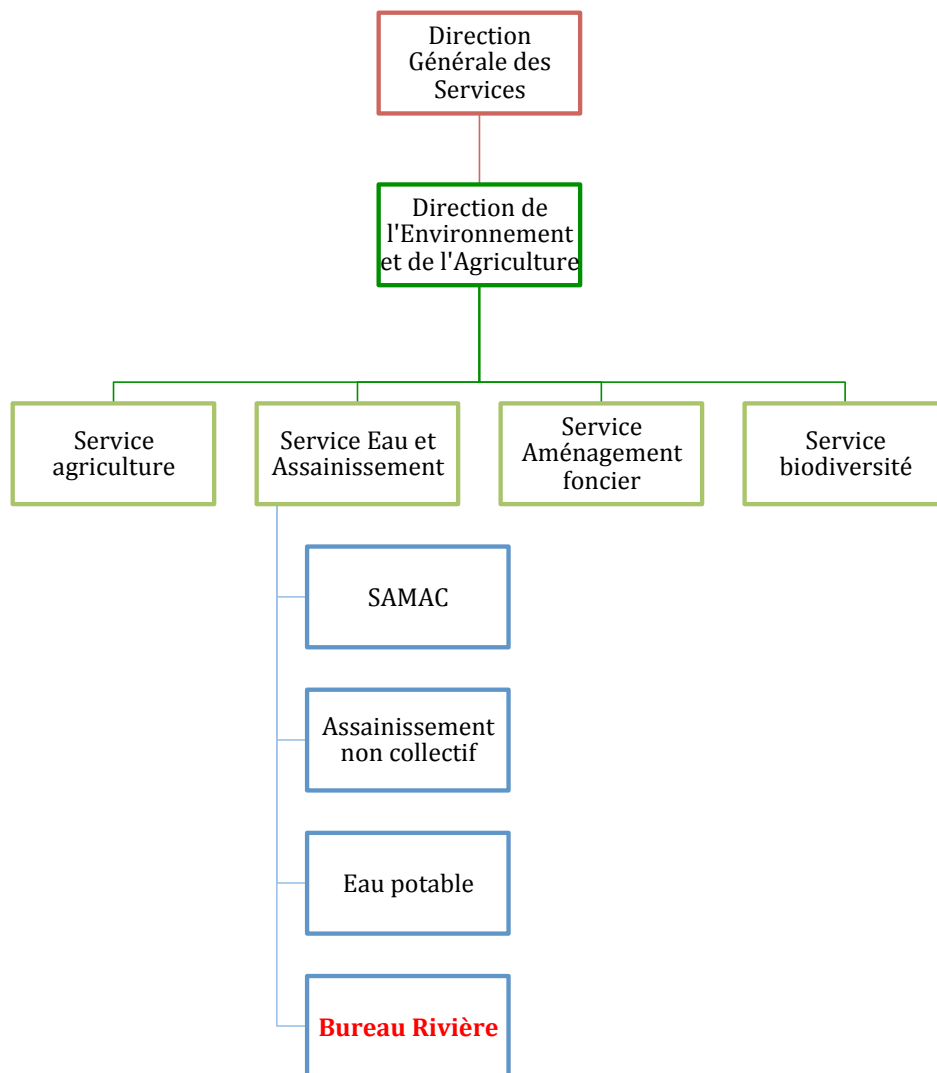 Direction
Générale des
Services
Direction de
l'Environnement
et de l'Agriculture
Service
agriculture
Service Eau et
Assainissement
Service
Aménagement
foncier
Service
biodiversité
SAMAC
Assainissement
non collectif
Eau potable
Bureau Rivière